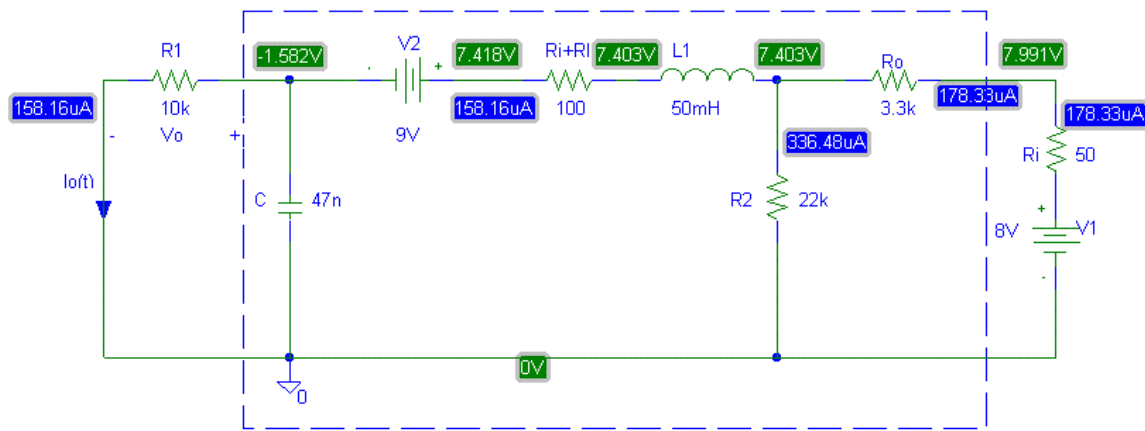 R1
-1.582V
V2
7.418V
Ri+Rl
7.403V
L1
7.403V
Ro
7.991V
158.16uA
-
10k
Vo
+
-
+
9V
158.16uA
100
50mH
3.3k
178.33uA
178.33uA
Io(t)
C
47n
336.48uA
R2
22k
Ri
50
+
8V
V1
-
0V
0